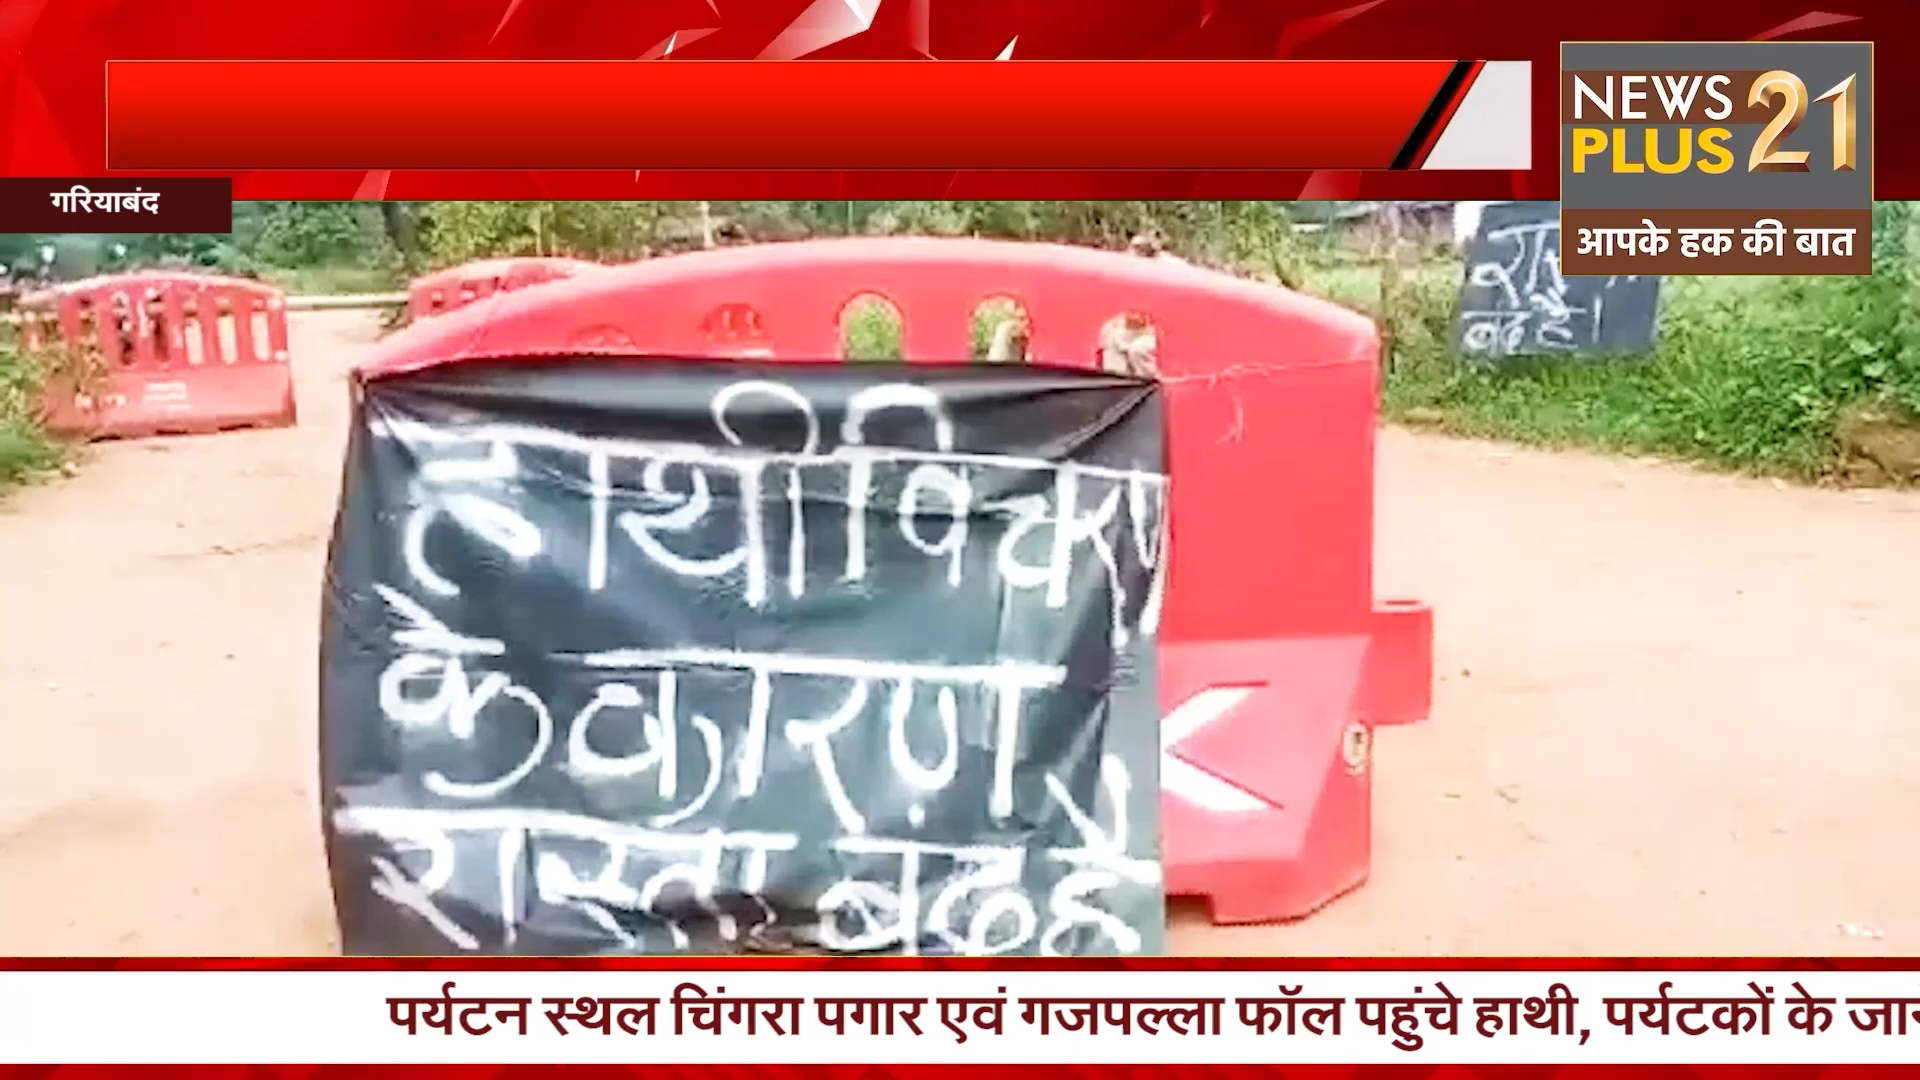 NEWS
PLUS 21
आपके हक की बात
गरियाबंद
हाथी विचरण
के कारण
रास्ता बंद है
बंद है।
पर्यटन स्थल चिंगरा पगार एवं गजपल्ला फॉल पहुंचे हाथी, पर्यटकों के